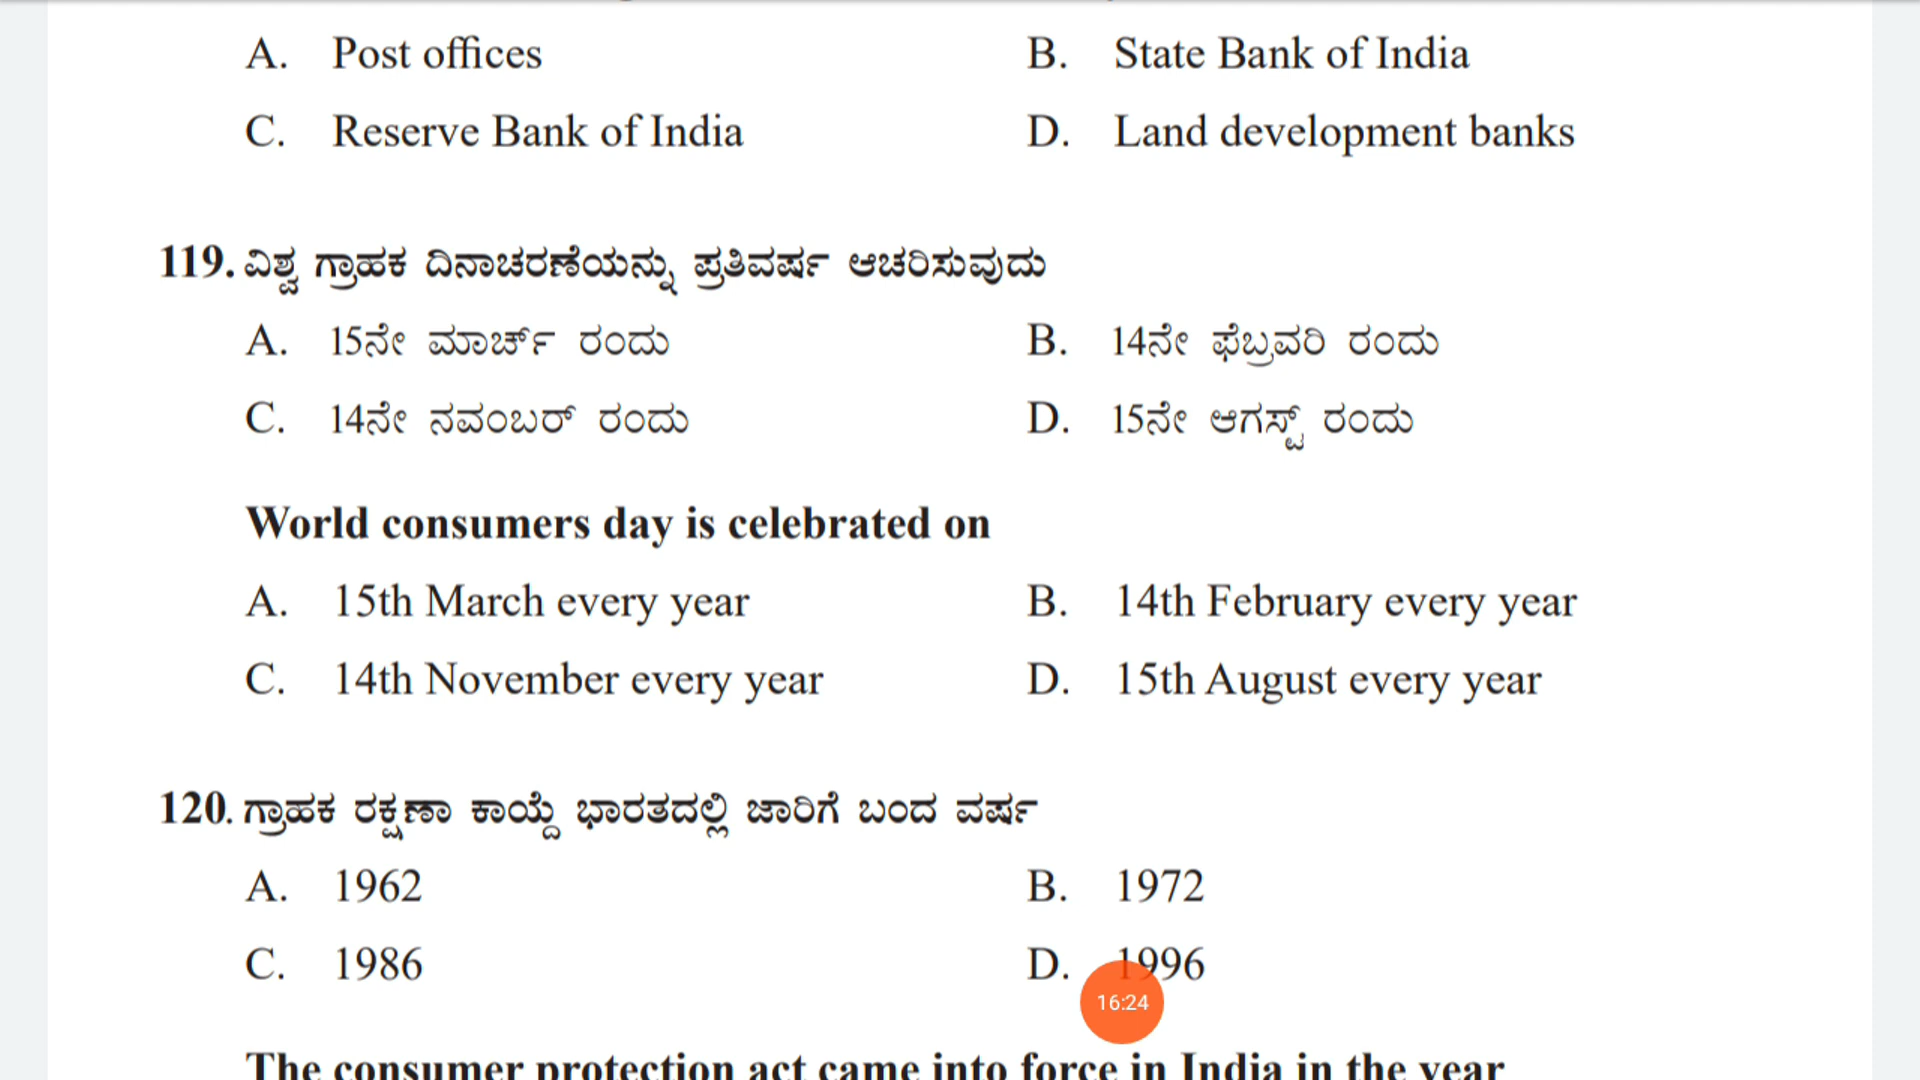 A. Post offices B. State Bank of India
C. Reserve Bank of India D. Land development banks
119. ವಿಶ್ವ ಗ್ರಾಹಕ ದಿನಾಚರಣೆಯನ್ನು ಪ್ರತಿವರ್ಷ ಆಚರಿಸುವುದು
A. 15ನೇ ಮಾರ್ಚ್ ರಂದು B. 14ನೇ ಫೆಬ್ರವರಿ ರಂದು
C. 14ನೇ ನವಂಬರ್ ರಂದು D. 15ನೇ ಆಗಸ್ಟ್ ರಂದು
World consumers day is celebrated on
A. 15th March every year B. 14th February every year
C. 14th November every year D. 15th August every year
120. ಗ್ರಾಹಕ ರಕ್ಷಣಾ ಕಾಯ್ದೆ ಭಾರತದಲ್ಲಿ ಜಾರಿಗೆ ಬಂದ ವರ್ಷ
A. 1962 B. 1972
C. 1986 D. 1996
16:24
The consumer protection act came into force in India in the year